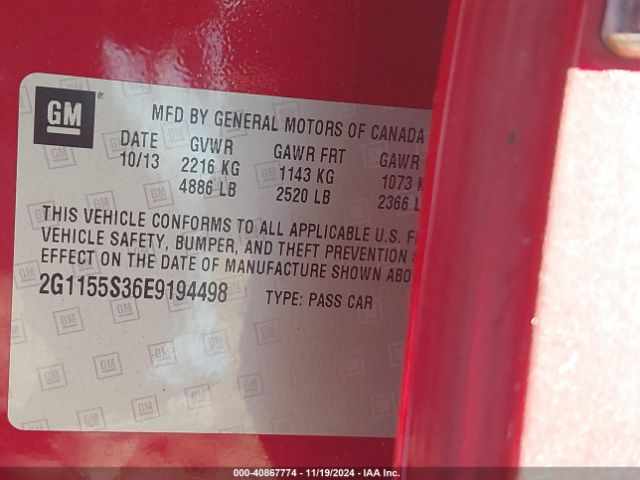 GM
MFD BY GENERAL MOTORS OF CANADA
DATE GVWR GAWR FRT GAWR
10/13 2216 KG 1143 KG 1073 K
4886 LB 2520 LB 2366 L
THIS VEHICLE CONFORMS TO ALL APPLICABLE U.S. F
VEHICLE SAFETY, BUMPER, AND THEFT PREVENTION S
EFFECT ON THE DATE OF MANUFACTURE SHOWN ABO
2G1155S36E9194498 TYPE: PASS CAR
000-40867774 - 11/19/2024 - IAA Inc.